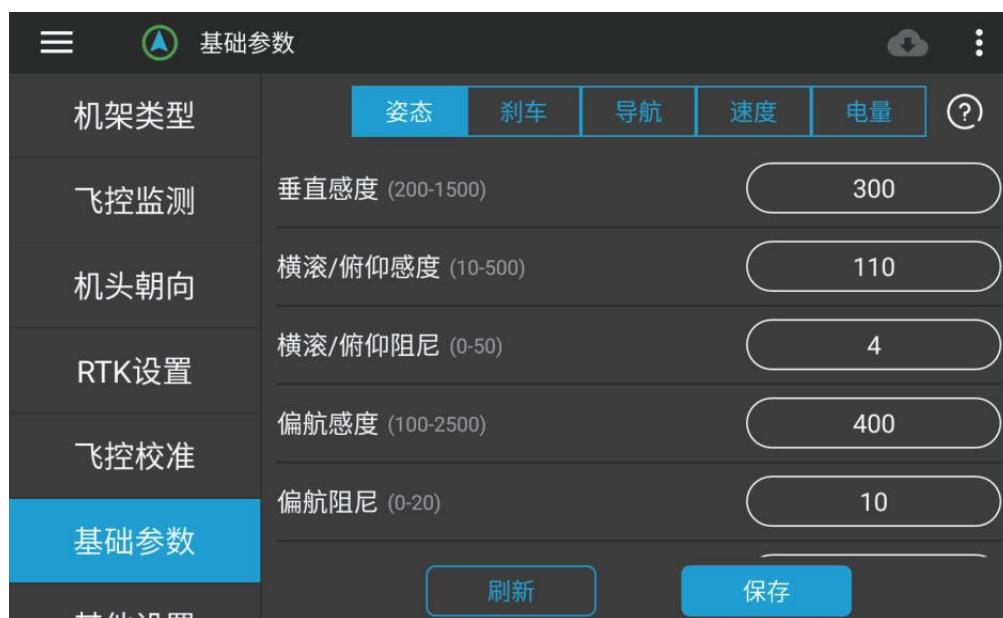 基础参数
机架类型
飞控监测
机头朝向
RTK设置
飞控校准
基础参数
姿态 刹车 导航 速度 电量 ?
垂直感度 (200-1500) 300
横滚/俯仰感度 (10-500) 110
横滚/俯仰阻尼 (0-50) 4
偏航感度 (100-2500) 400
偏航阻尼 (0-20) 10
刷新 保存